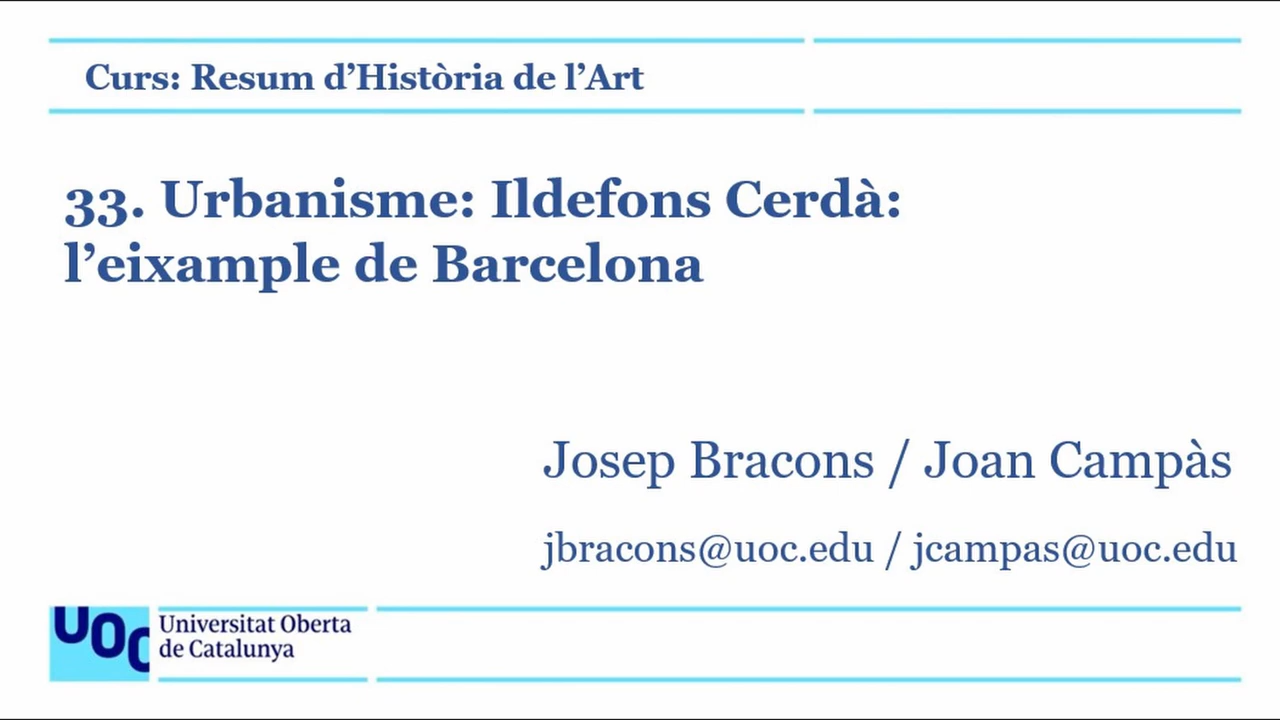 Curs: Resum d’Història de l’Art
33. Urbanisme: Ildefons Cerdà:
l’eixample de Barcelona
Josep Bracons / Joan Campàs
jbracons@uoc.edu / jcampas@uoc.edu
UOC
Universitat Oberta
de Catalunya